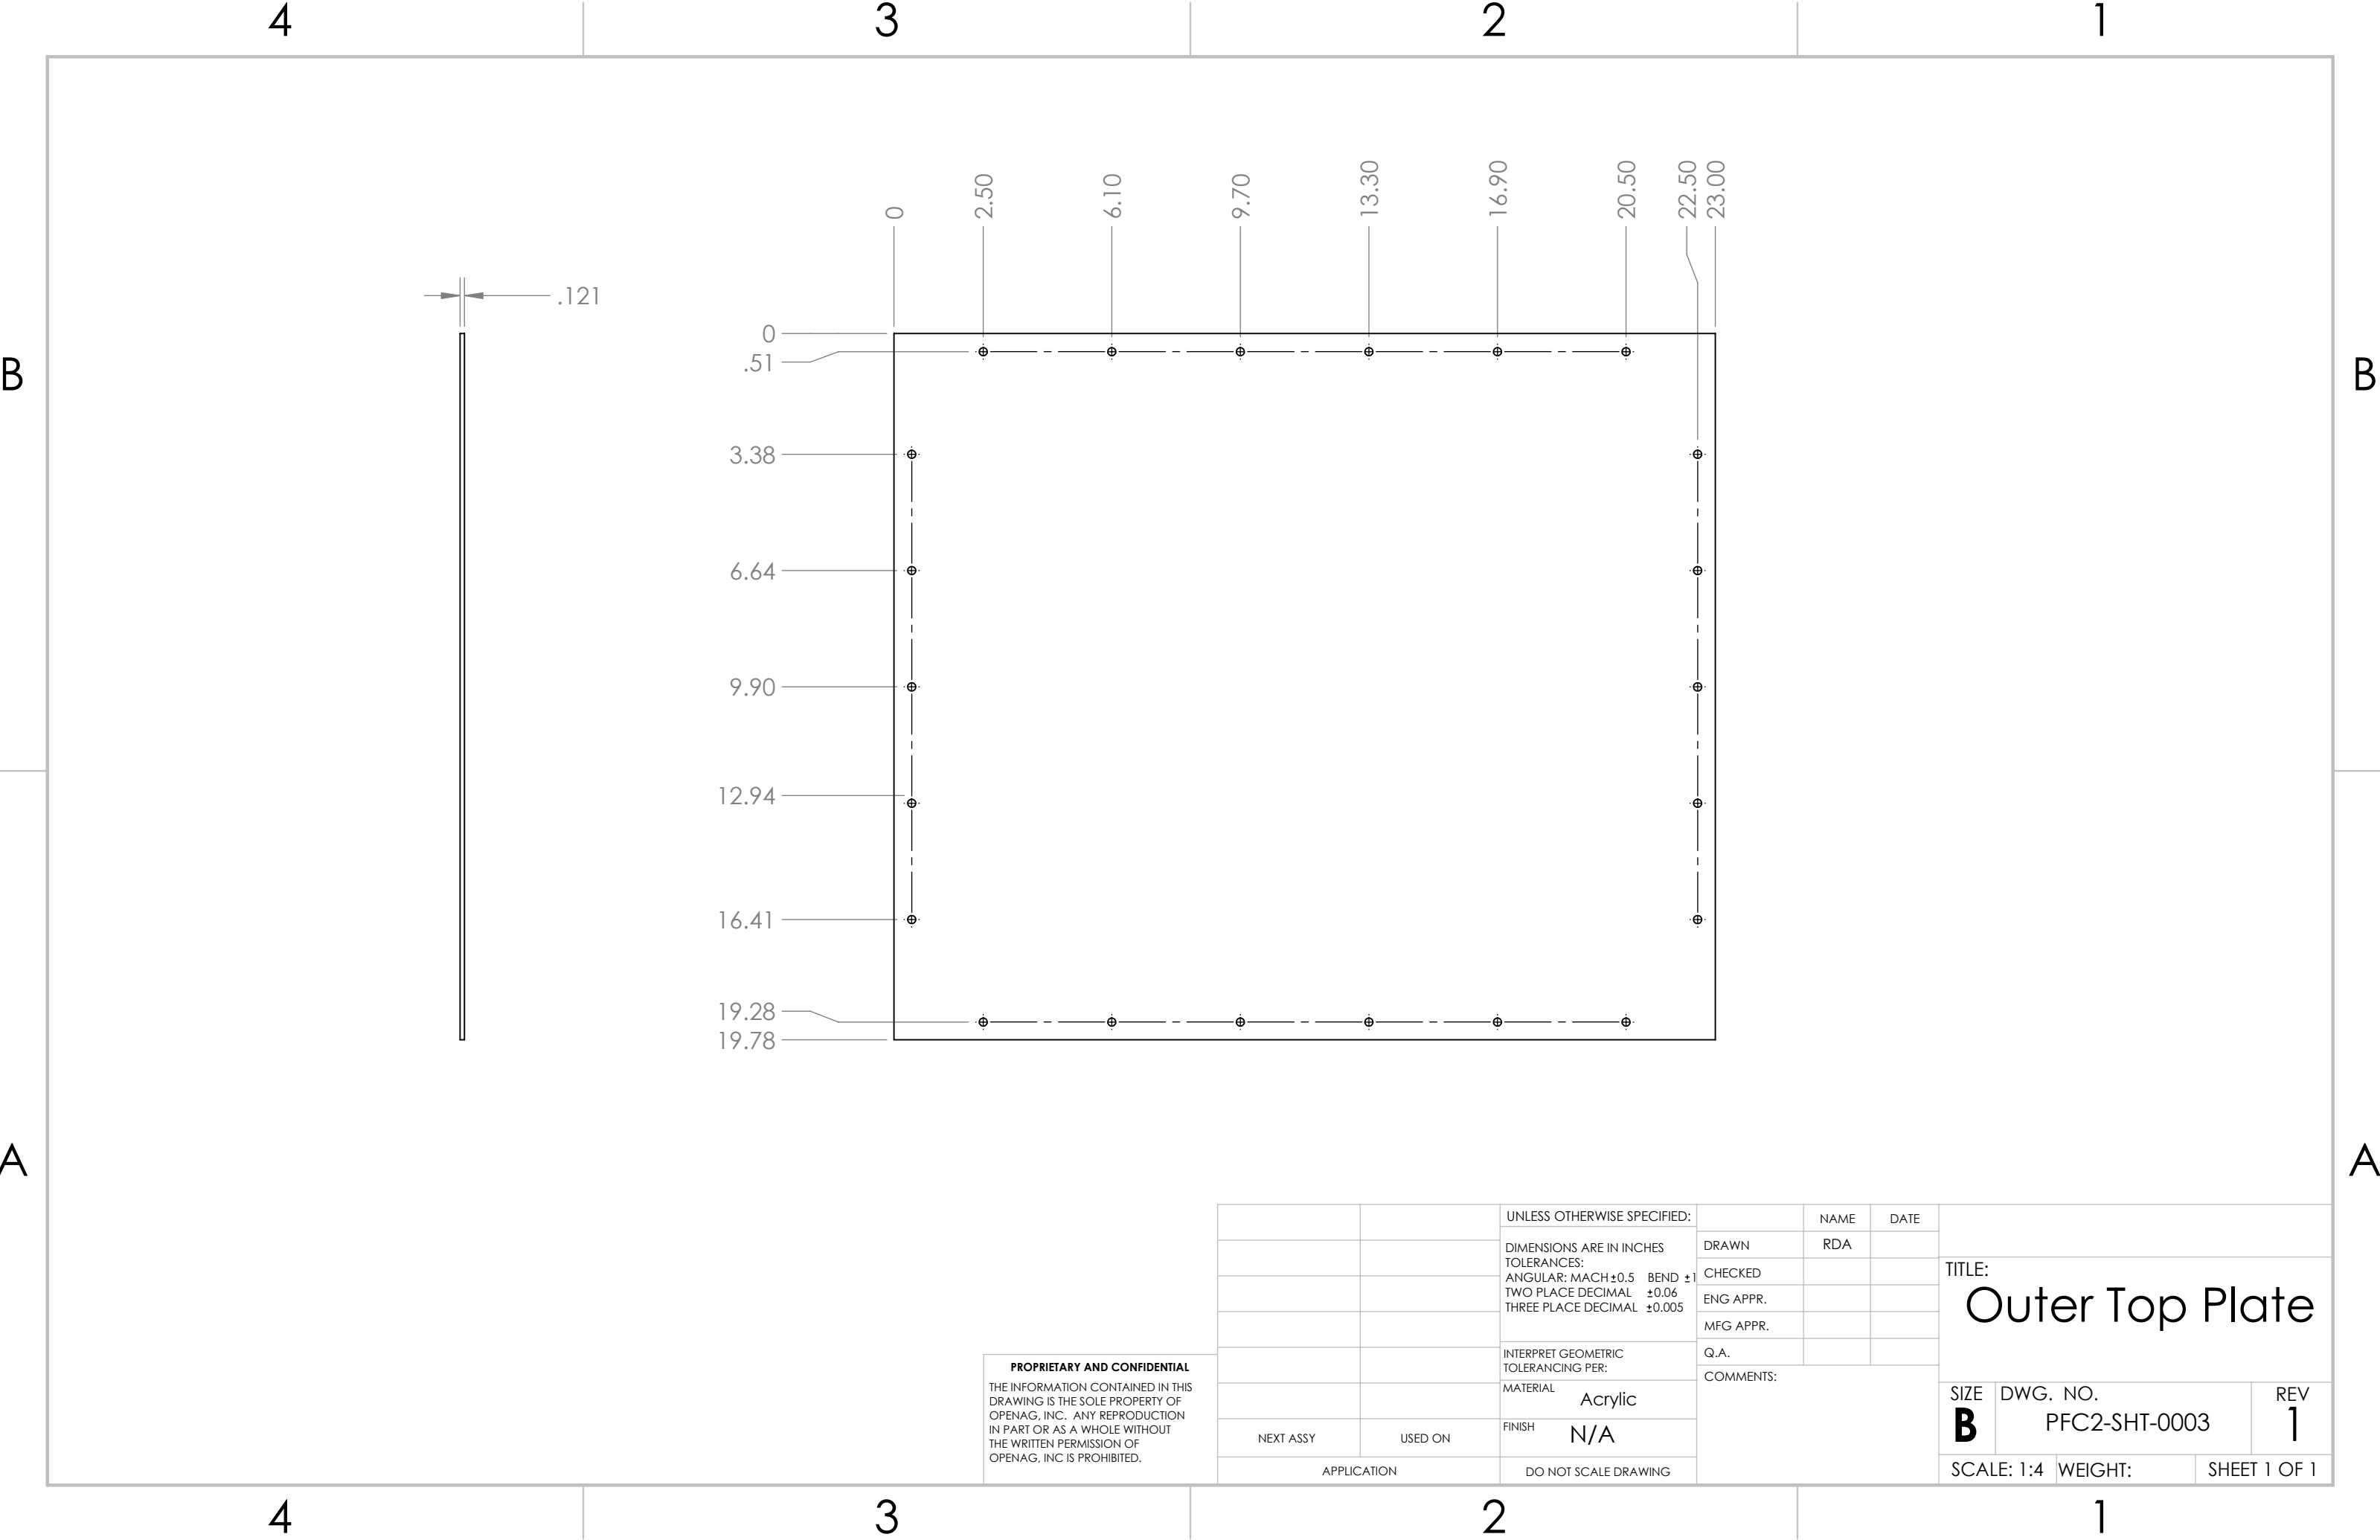 4 3 2 1
0 2.50 6.10 9.70 13.30 16.90 20.50 22.50 23.00
.121
0
.51
B B
3.38
6.64
9.90
12.94
16.41
19.28
19.78
A A
UNLESS OTHERWISE SPECIFIED:
DIMENSIONS ARE IN INCHES
TOLERANCES:
ANGULAR: MACH±0.5 BEND ±1
TWO PLACE DECIMAL ±0.06
THREE PLACE DECIMAL ±0.005
INTERPRET GEOMETRIC
TOLERANCING PER:
MATERIAL
Acrylic
FINISH
N/A
DO NOT SCALE DRAWING
NAME DATE
DRAWN RDA
CHECKED
ENG APPR.
MFG APPR.
Q.A.
COMMENTS:
PROPRIETARY AND CONFIDENTIAL
THE INFORMATION CONTAINED IN THIS
DRAWING IS THE SOLE PROPERTY OF
OPENAG, INC. ANY REPRODUCTION
IN PART OR AS A WHOLE WITHOUT
THE WRITTEN PERMISSION OF
OPENAG, INC IS PROHIBITED.
NEXT ASSY USED ON
APPLICATION
TITLE:
Outer Top Plate
SIZE DWG. NO. REV
B PFC2-SHT-0003 1
SCALE: 1:4 WEIGHT: SHEET 1 OF 1
4 3 2 1